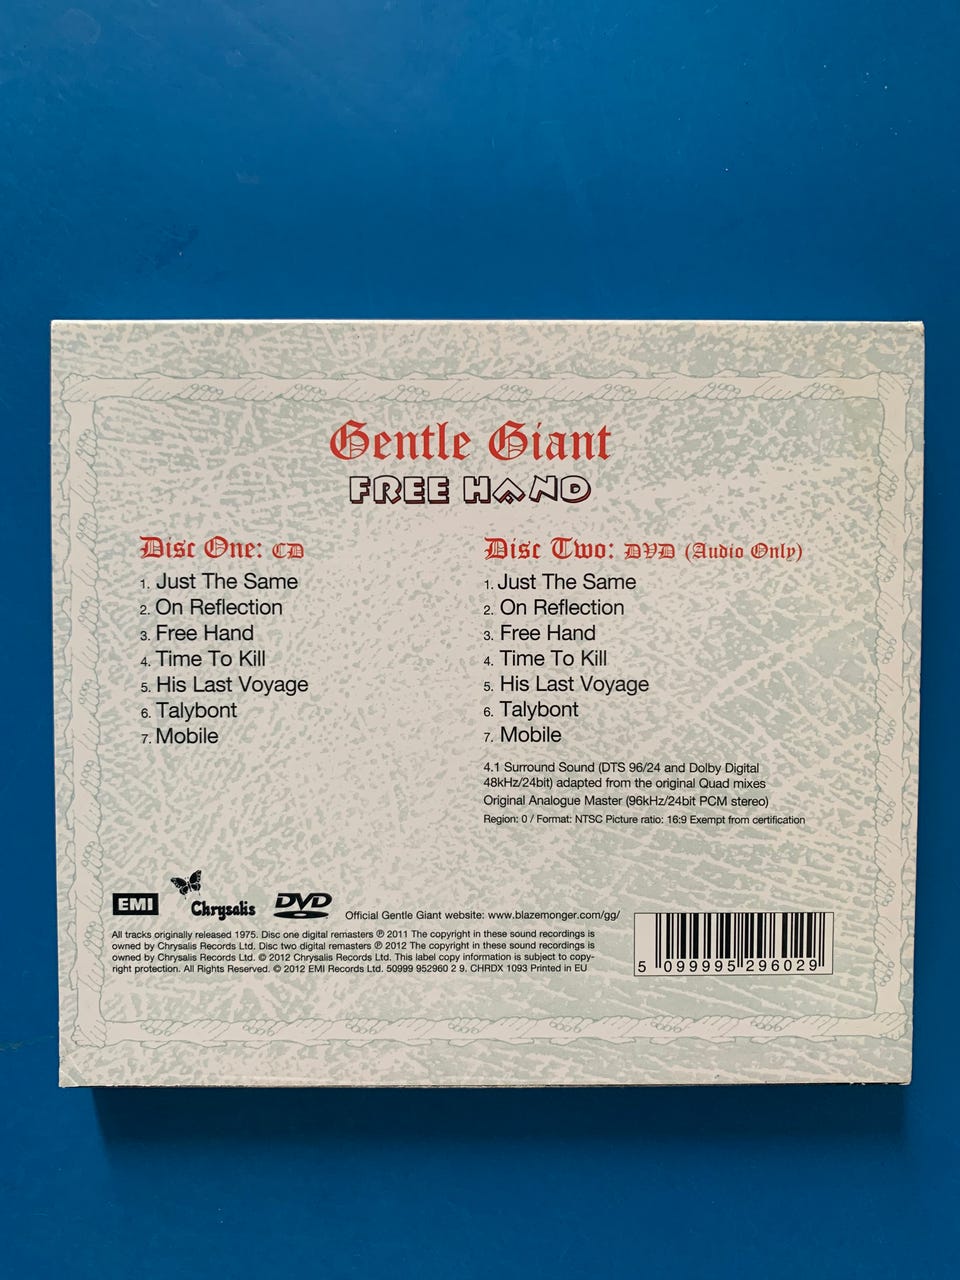 Gentle Giant
FREE HAND
Disc One: CD
1. Just The Same
2. On Reflection
3. Free Hand
4. Time To Kill
5. His Last Voyage
6. Talybont
7. Mobile
Disc Two: DVD (Audio Only)
1. Just The Same
2. On Reflection
3. Free Hand
4. Time To Kill
5. His Last Voyage
6. Talybont
7. Mobile
4.1 Surround Sound (DTS 96/24 and Dolby Digital
48kHz/24bit) adapted from the original Quad mixes
Original Analogue Master (96kHz/24bit PCM stereo)
Region: 0 / Format: NTSC Picture ratio: 16:9 Exempt from certification
EMI
Chrysalis
DVD
Official Gentle Giant website: www.blazemonger.com/gg/
All tracks originally released 1975. Disc one digital remasters ℗ 2011 The copyright in these sound recordings is
owned by Chrysalis Records Ltd. Disc two digital remasters ℗ 2012 The copyright in these sound recordings is
owned by Chrysalis Records Ltd. © 2012 Chrysalis Records Ltd. This label copy information is subject to copy-
right protection. All Rights Reserved. © 2012 EMI Records Ltd. 50999 952960 2 9. CHRDX 1093 Printed in EU
5 099995 296029